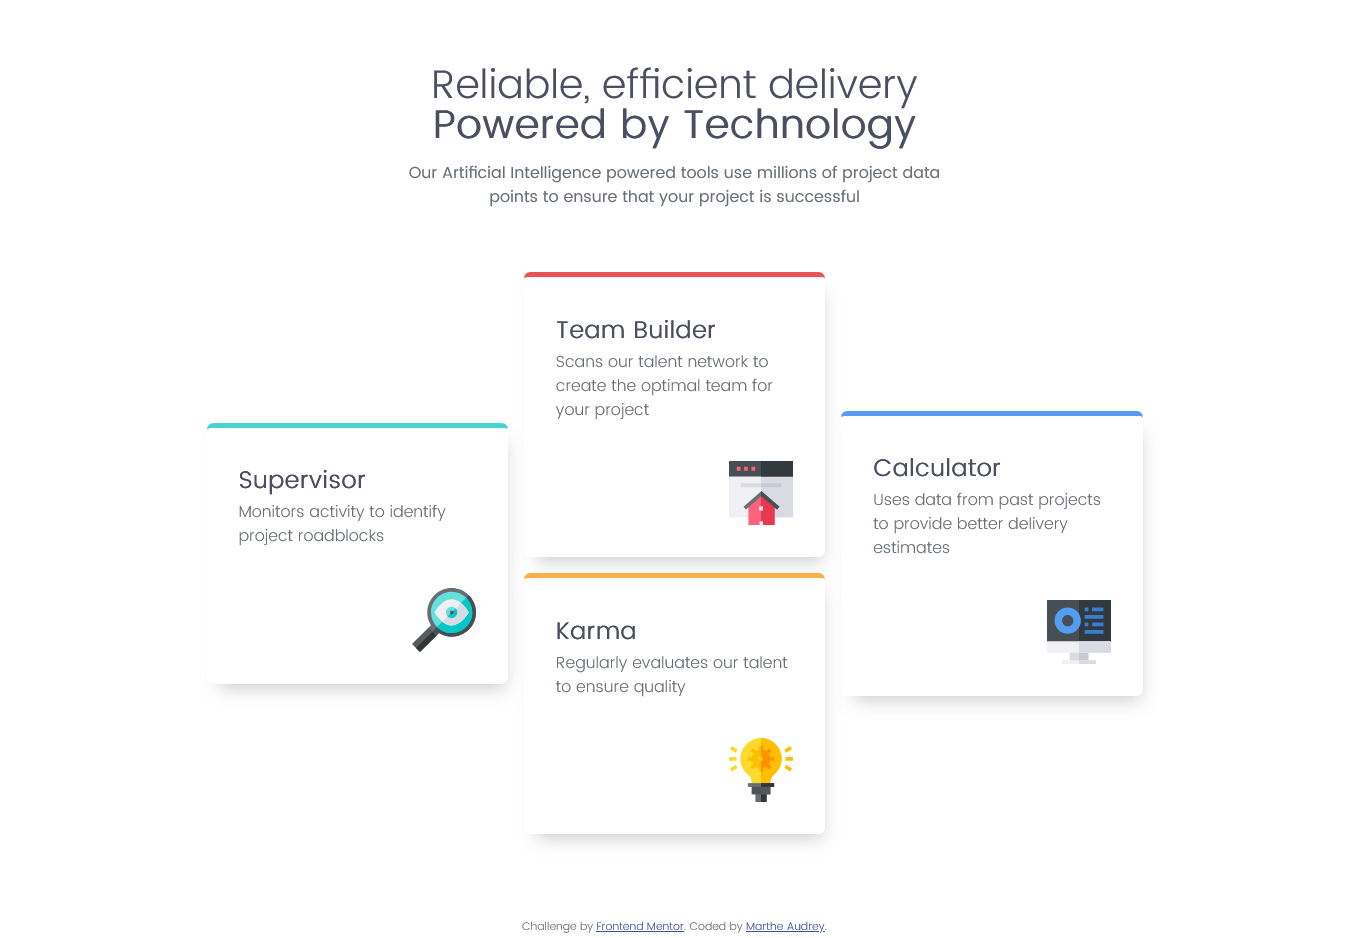 Reliable, efficient delivery
Powered by Technology
Our Artificial Intelligence powered tools use millions of project data
points to ensure that your project is successful
Supervisor
Monitors activity to identify
project roadblocks
Team Builder
Scans our talent network to
create the optimal team for
your project
Karma
Regularly evaluates our talent
to ensure quality
Calculator
Uses data from past projects
to provide better delivery
estimates
Challenge by Frontend Mentor. Coded by Marthe Audrey.